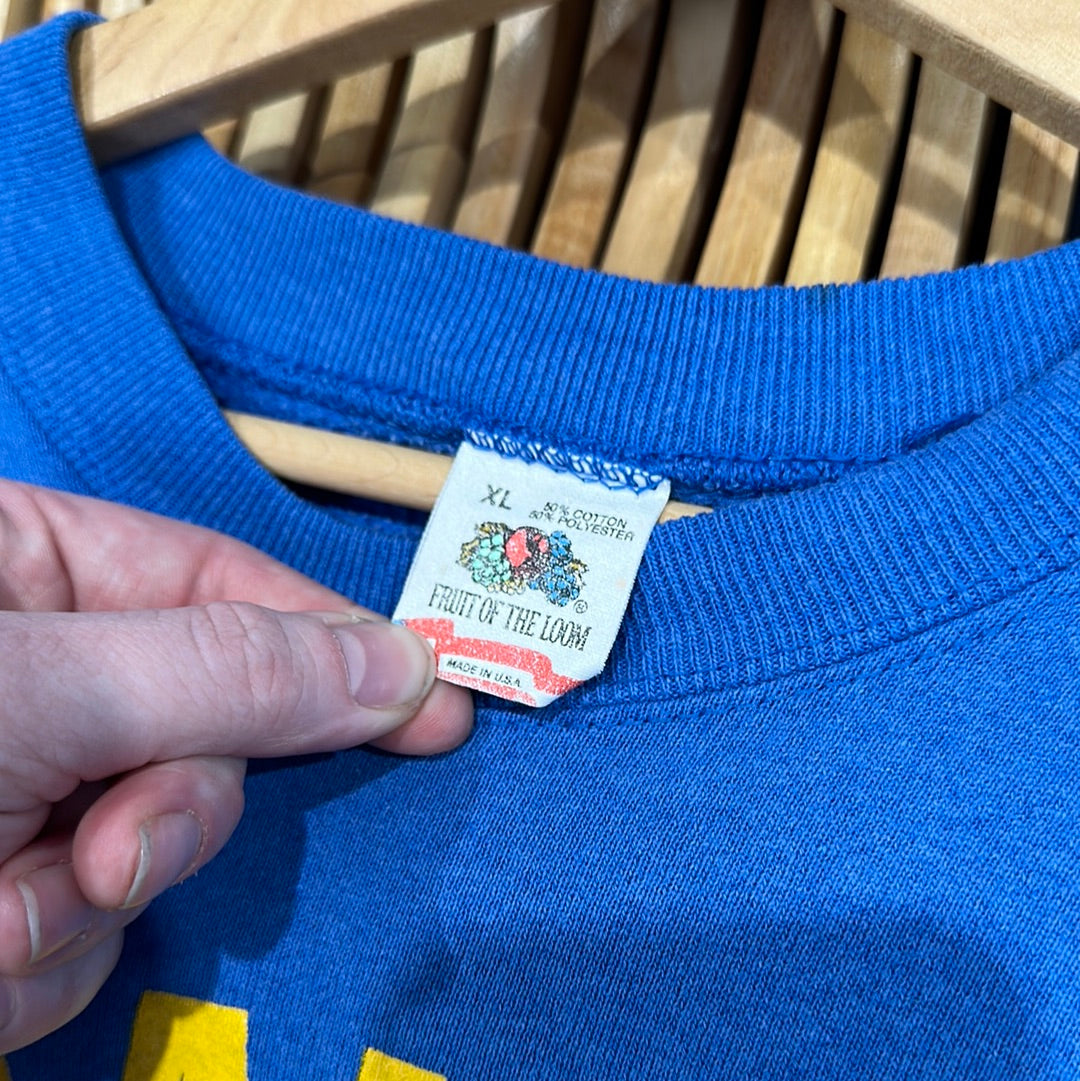 XL
50% COTTON
50% POLYESTER
®
FRUIT OF THE LOOM
MADE IN U.S.A.